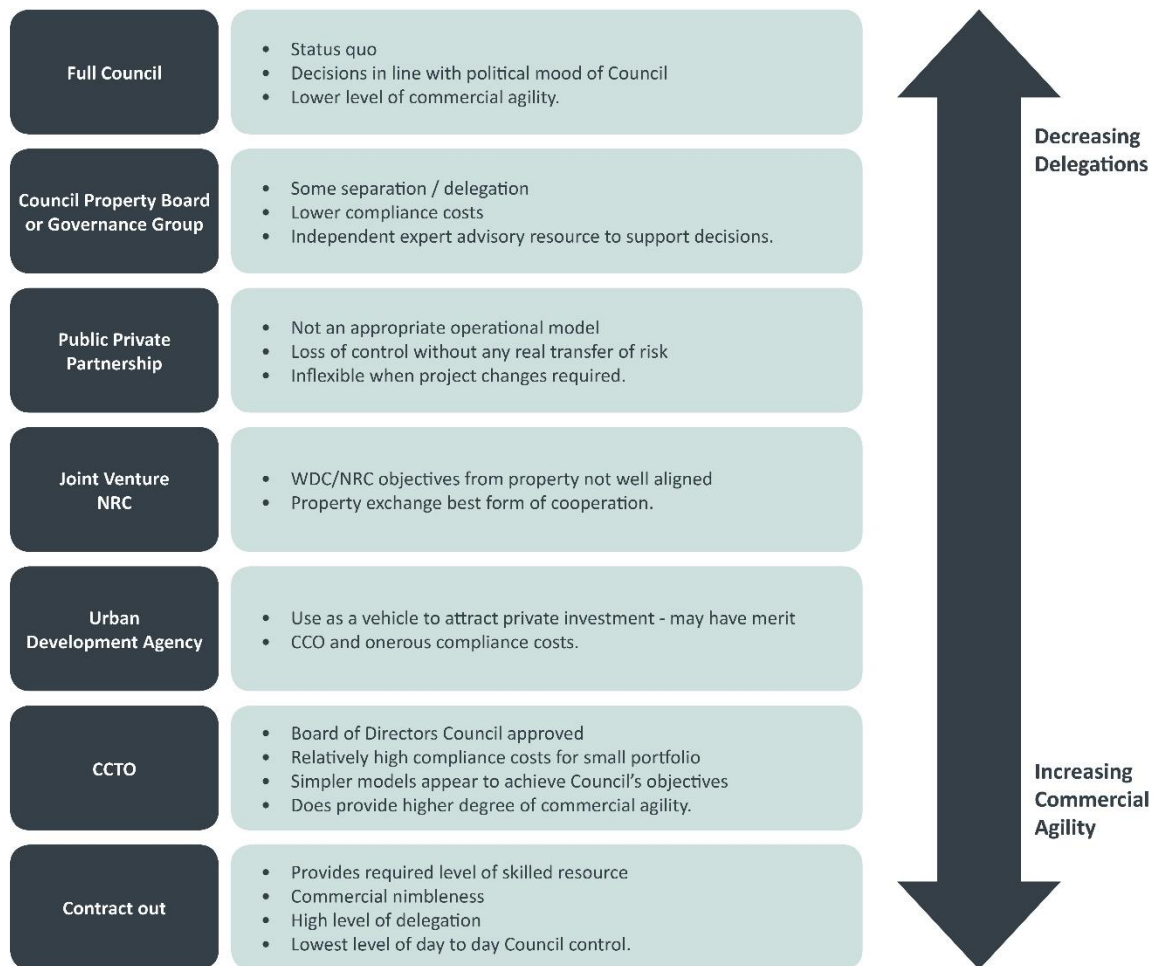 Full Council
• Status quo
• Decisions in line with political mood of Council
• Lower level of commercial agility.
Council Property Board
or Governance Group
• Some separation / delegation
• Lower compliance costs
• Independent expert advisory resource to support decisions.
Public Private
Partnership
• Not an appropriate operational model
• Loss of control without any real transfer of risk
• Inflexible when project changes required.
Joint Venture
NRC
• WDC/NRC objectives from property not well aligned
• Property exchange best form of cooperation.
Urban
Development Agency
• Use as a vehicle to attract private investment - may have merit
• CCO and onerous compliance costs.
CCTO
• Board of Directors Council approved
• Relatively high compliance costs for small portfolio
• Simpler models appear to achieve Council’s objectives
• Does provide higher degree of commercial agility.
Contract out
• Provides required level of skilled resource
• Commercial nimbleness
• High level of delegation
• Lowest level of day to day Council control.
Decreasing
Delegations
Increasing
Commercial
Agility